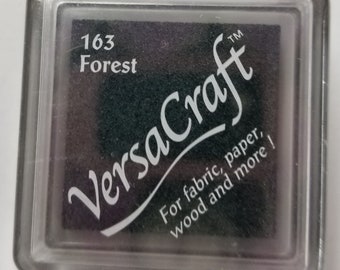 163
Forest
VersaCraft™
For fabric, paper,
wood and more !